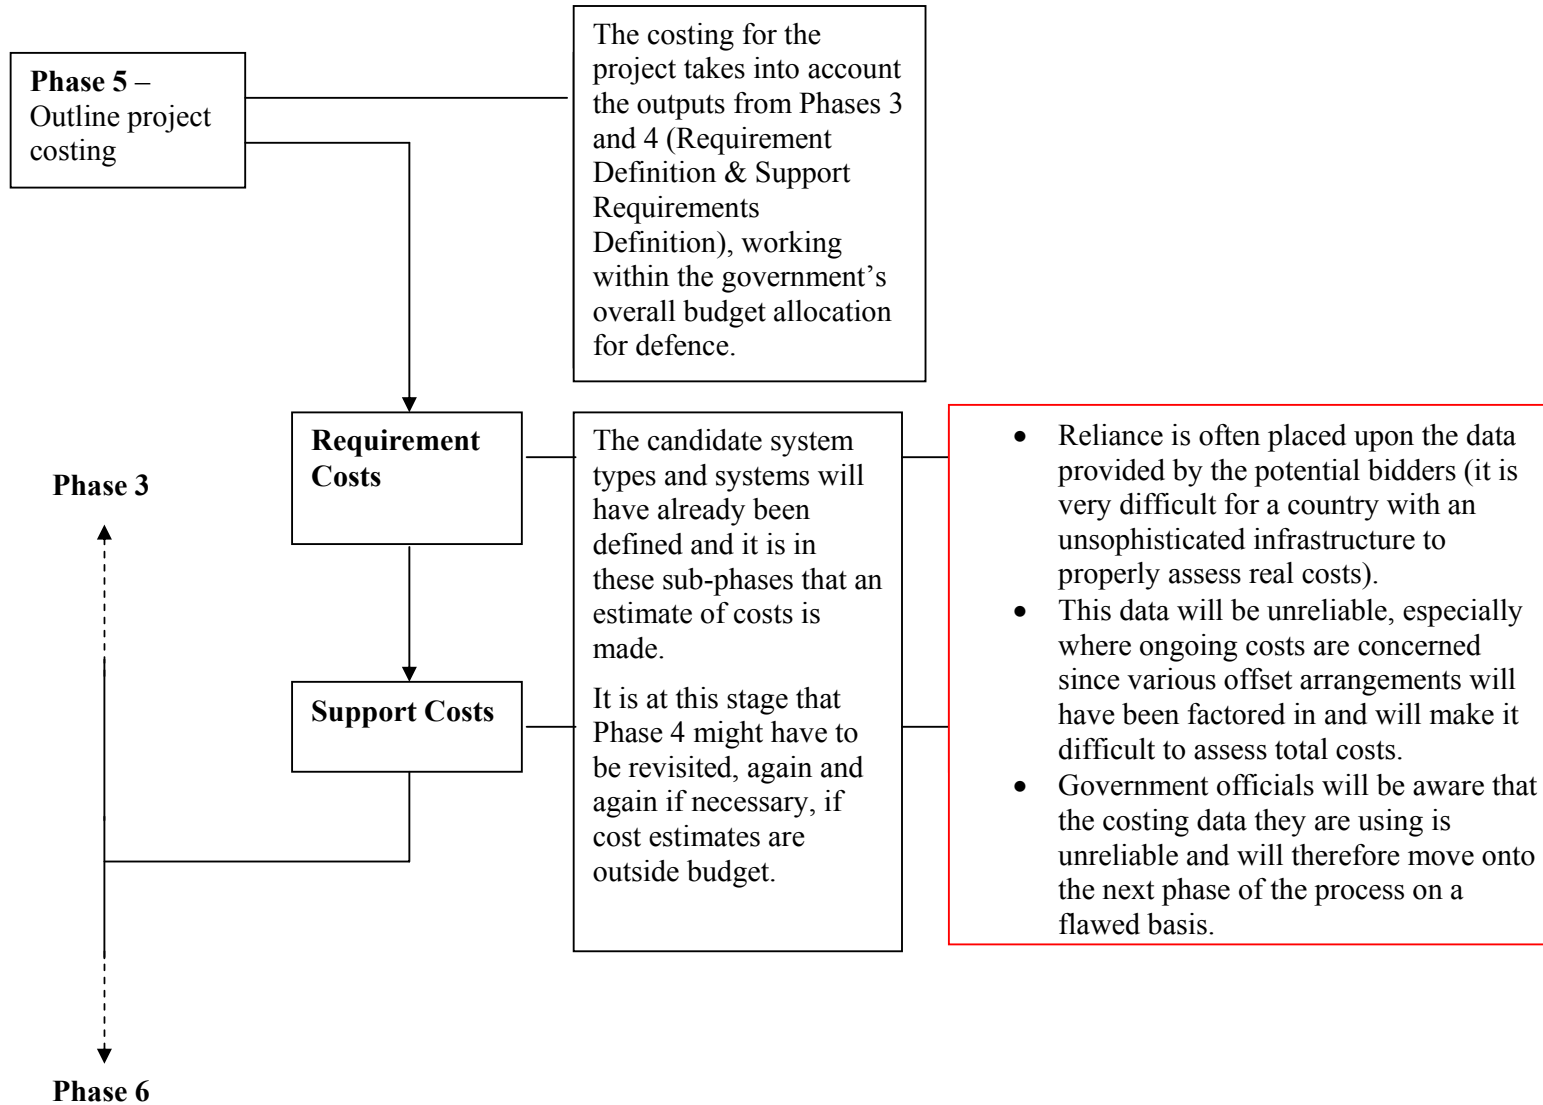 Phase 5 –
Outline project
costing
The costing for the
project takes into account
the outputs from Phases 3
and 4 (Requirement
Definition & Support
Requirements
Definition), working
within the government’s
overall budget allocation
for defence.
Requirement
Costs
The candidate system
types and systems will
have already been
defined and it is in
these sub-phases that an
estimate of costs is
made.
It is at this stage that
Phase 4 might have to
be revisited, again and
again if necessary, if
cost estimates are
outside budget.
• Reliance is often placed upon the data
provided by the potential bidders (it is
very difficult for a country with an
unsophisticated infrastructure to
properly assess real costs).
• This data will be unreliable, especially
where ongoing costs are concerned
since various offset arrangements will
have been factored in and will make it
difficult to assess total costs.
• Government officials will be aware that
the costing data they are using is
unreliable and will therefore move onto
the next phase of the process on a
flawed basis.
Phase 3
Support Costs
Phase 6